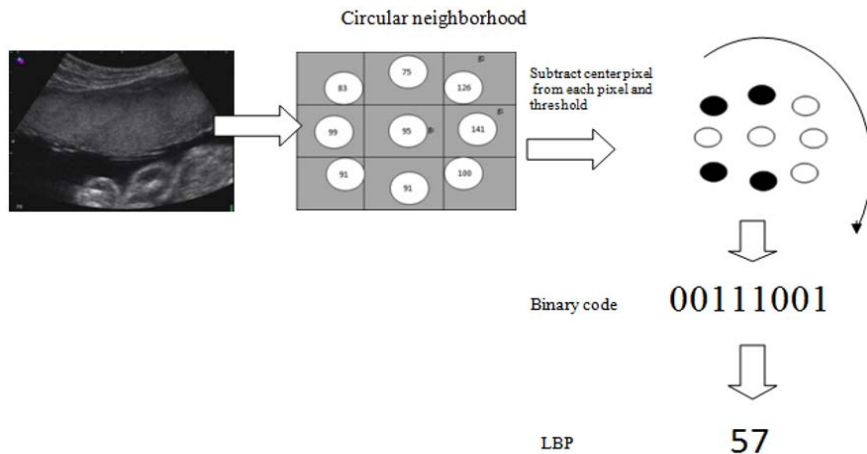 Circular neighborhood
75
83
126
99
95
141
91
91
100
Subtract center pixel
from each pixel and
threshold
Binary code
00111001
LBP
57